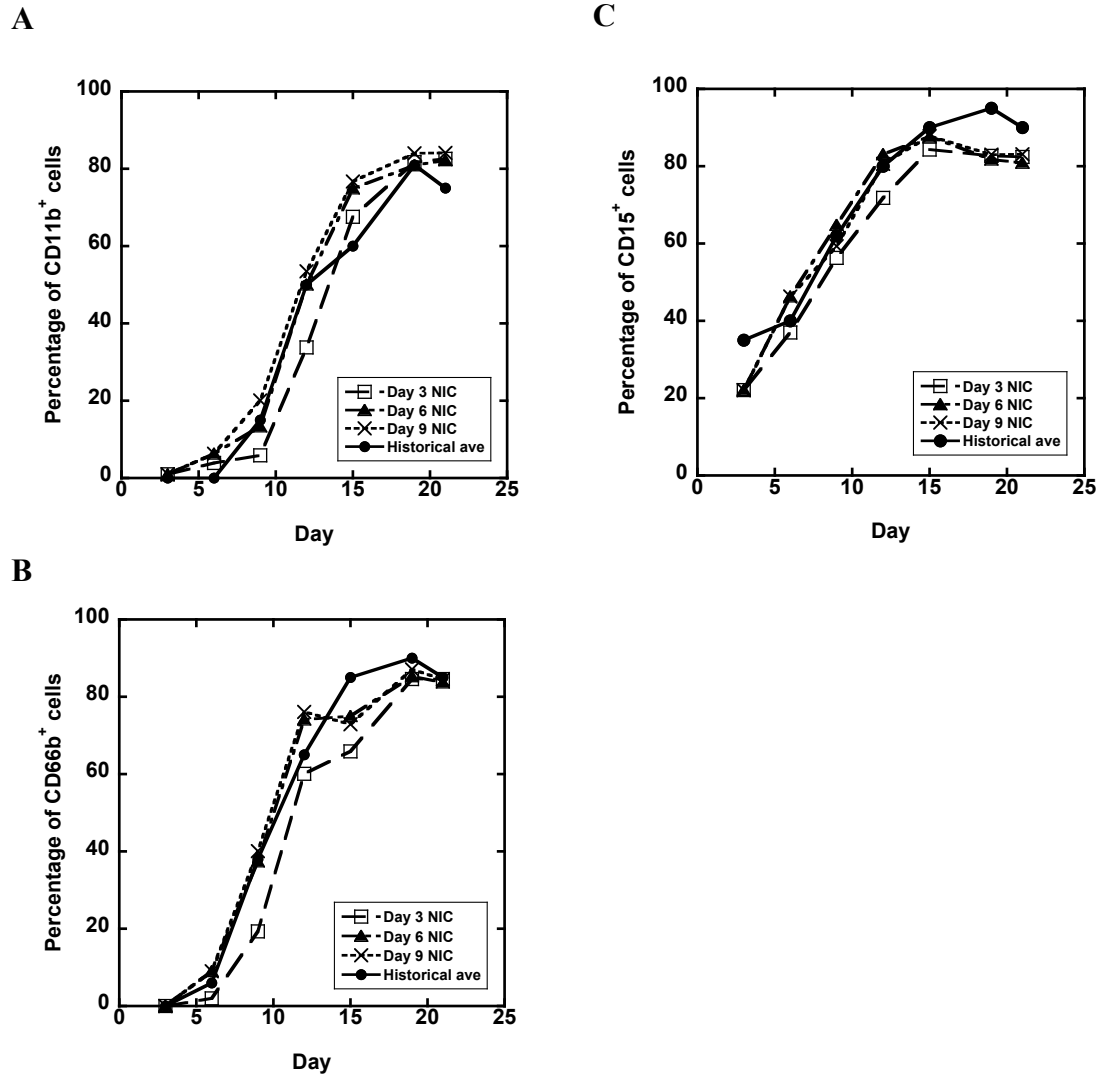 A
Percentage of CD11b+ cells
100
80
60
40
20
0
0 5 10 15 20 25
Day
Day 3 NIC
Day 6 NIC
Day 9 NIC
Historical ave
B
Percentage of CD66b+ cells
100
80
60
40
20
0
0 5 10 15 20 25
Day
Day 3 NIC
Day 6 NIC
Day 9 NIC
Historical ave
C
Percentage of CD15+ cells
100
80
60
40
20
0
0 5 10 15 20 25
Day
Day 3 NIC
Day 6 NIC
Day 9 NIC
Historical ave